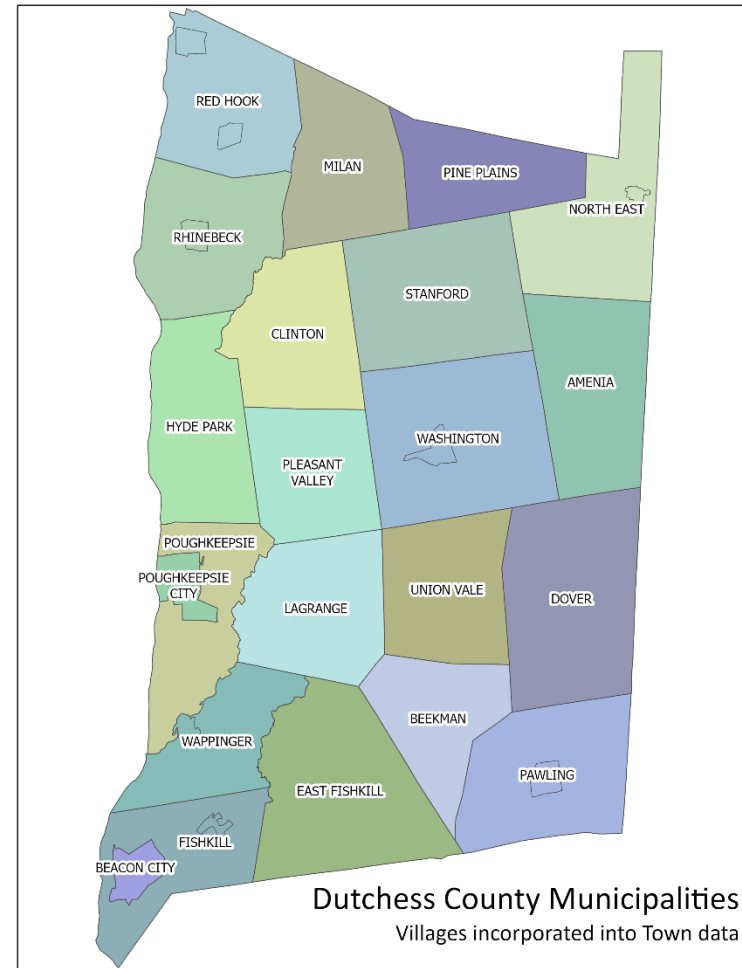 RED HOOK
MILAN
PINE PLAINS
NORTH EAST
RHINEBECK
STANFORD
CLINTON
AMENIA
HYDE PARK
WASHINGTON
PLEASANT
VALLEY
POUGHKEEPSIE
POUGHKEEPSIE
CITY
UNION VALE
DOVER
LAGRANGE
BEEKMAN
WAPPINGER
PAWLING
EAST FISHKILL
FISHKILL
BEACON CITY
Dutchess County Municipalities
Villages incorporated into Town data